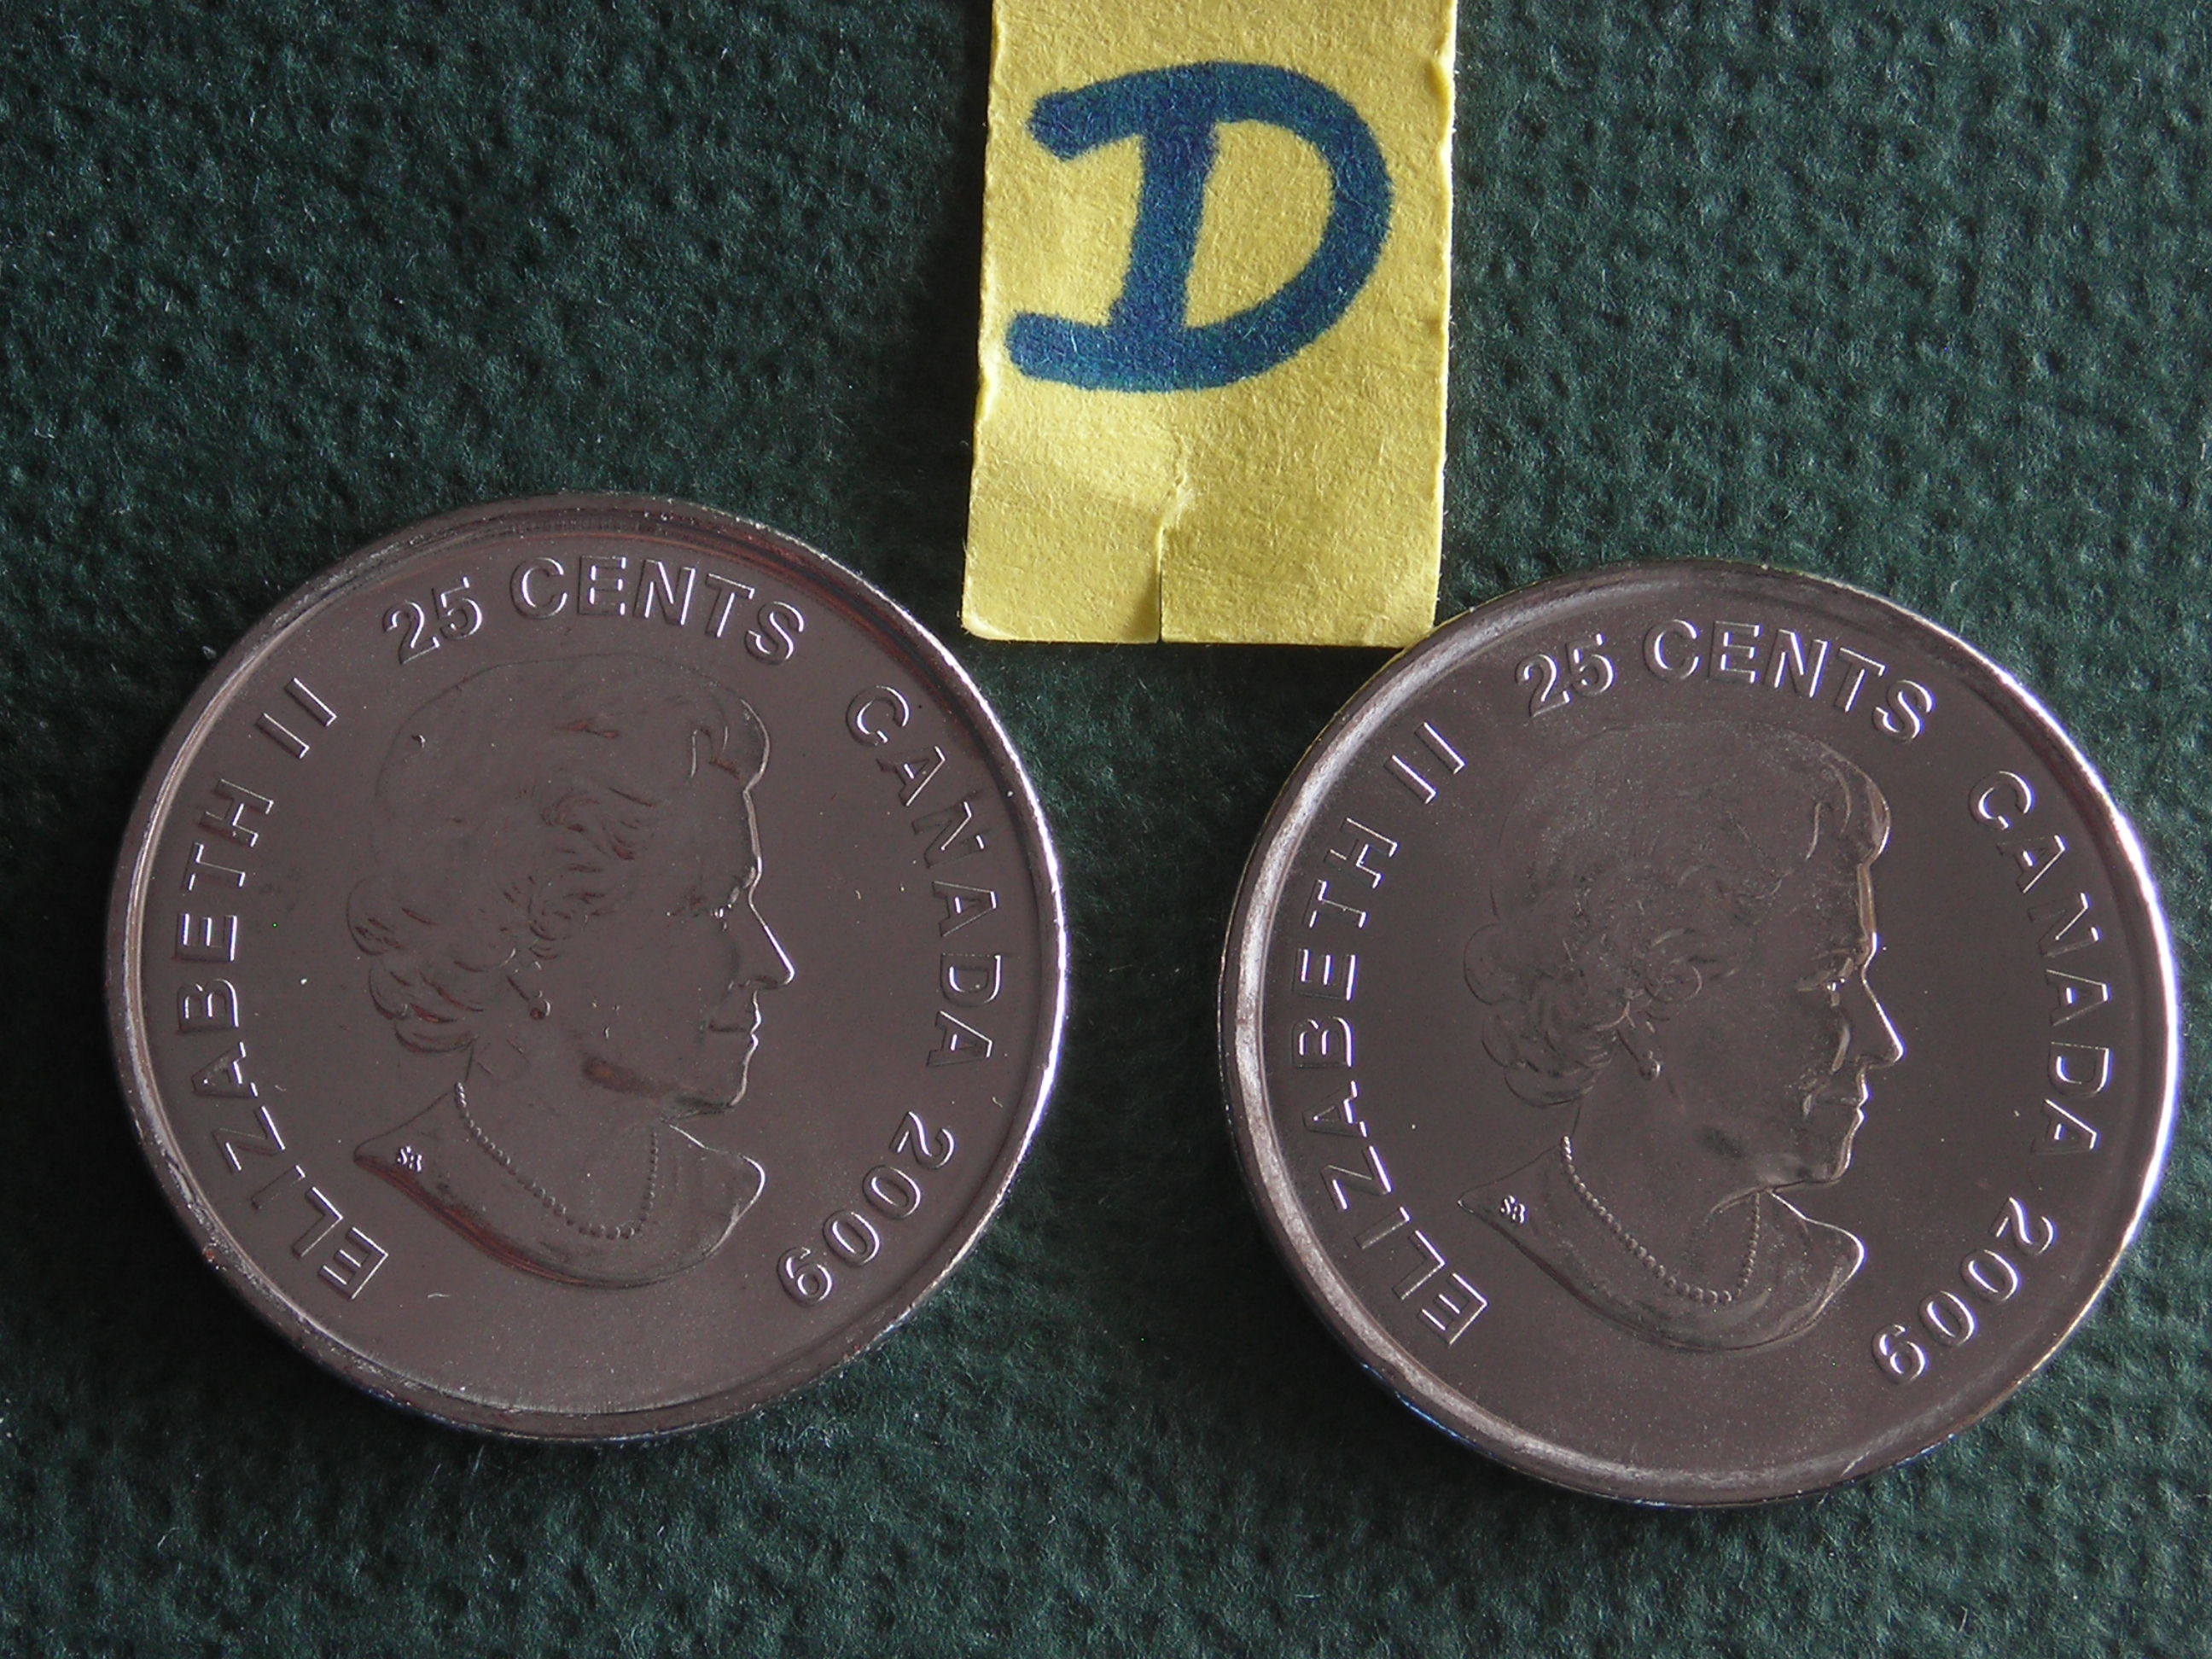 D
ELIZABETH II 25 CENTS CANADA 2009
SB
ELIZABETH II 25 CENTS CANADA 2009
SB